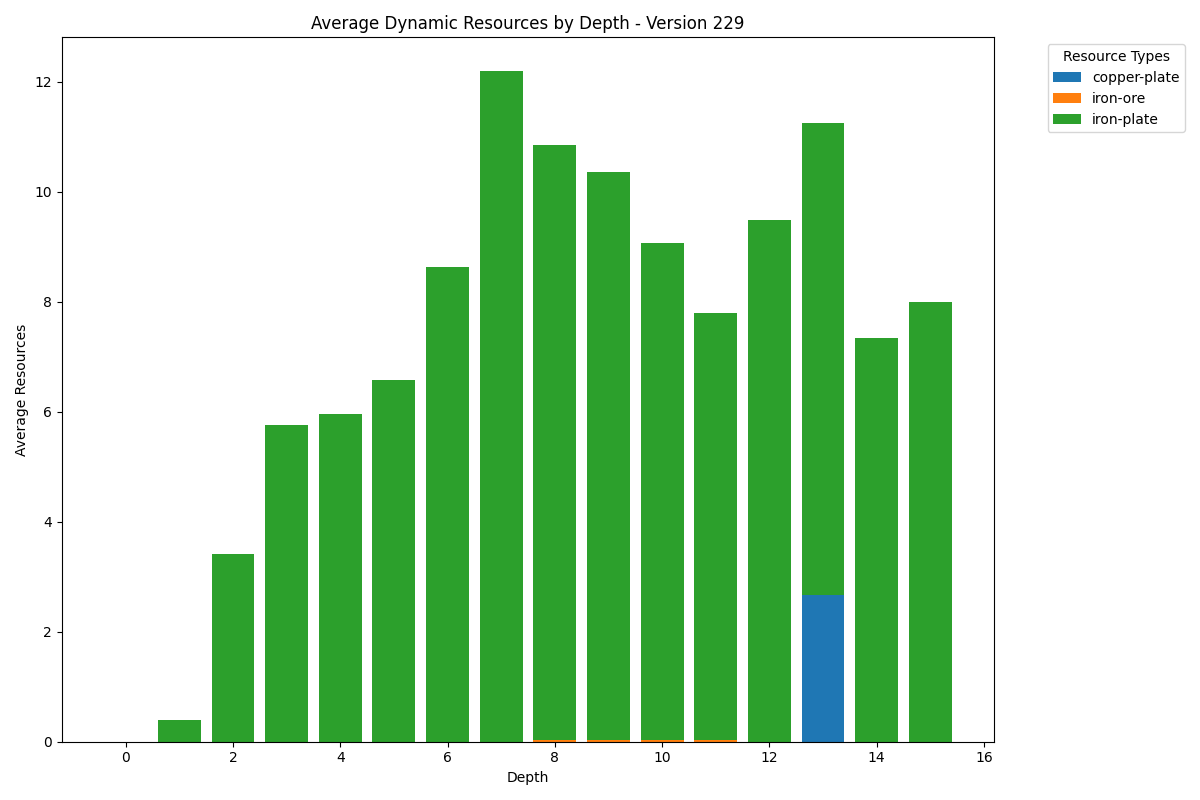 Average Dynamic Resources by Depth - Version 229
Resource Types
copper-plate
iron-ore
iron-plate
Average Resources
12
10
8
6
4
2
0
0 2 4 6 8 10 12 14 16
Depth